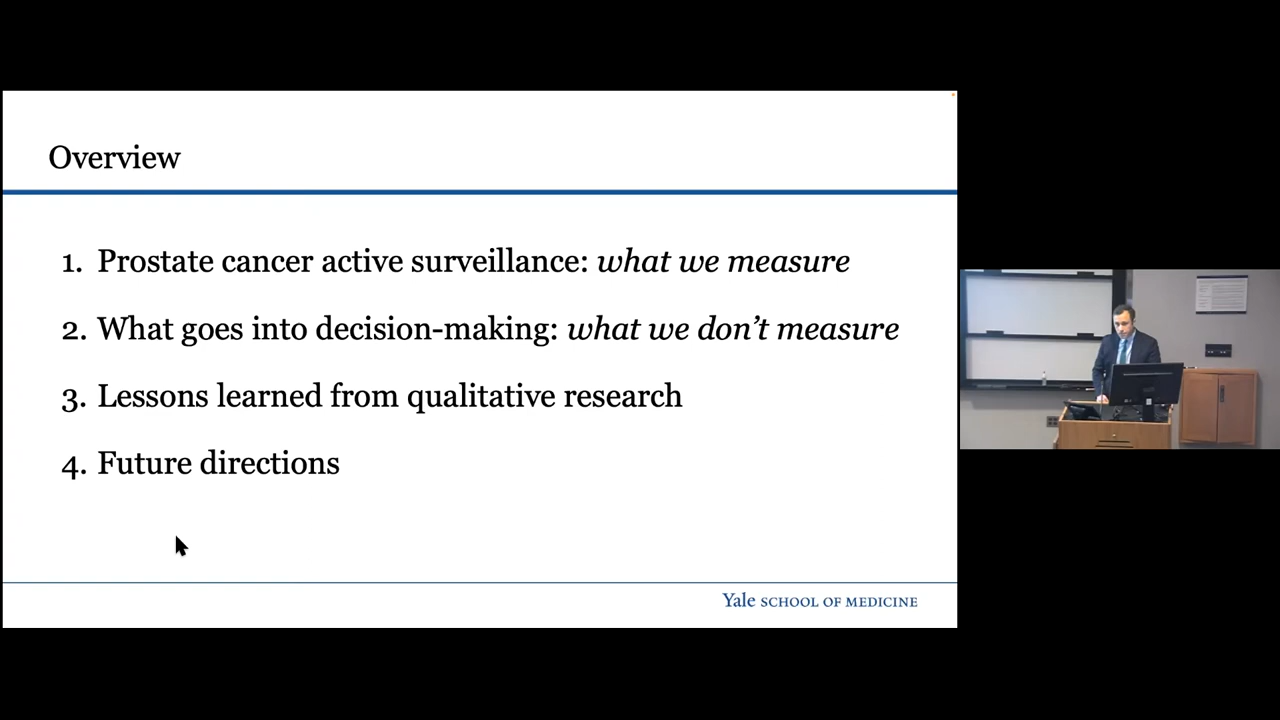 Overview
1. Prostate cancer active surveillance: what we measure
2. What goes into decision-making: what we don’t measure
3. Lessons learned from qualitative research
4. Future directions
Yale SCHOOL OF MEDICINE